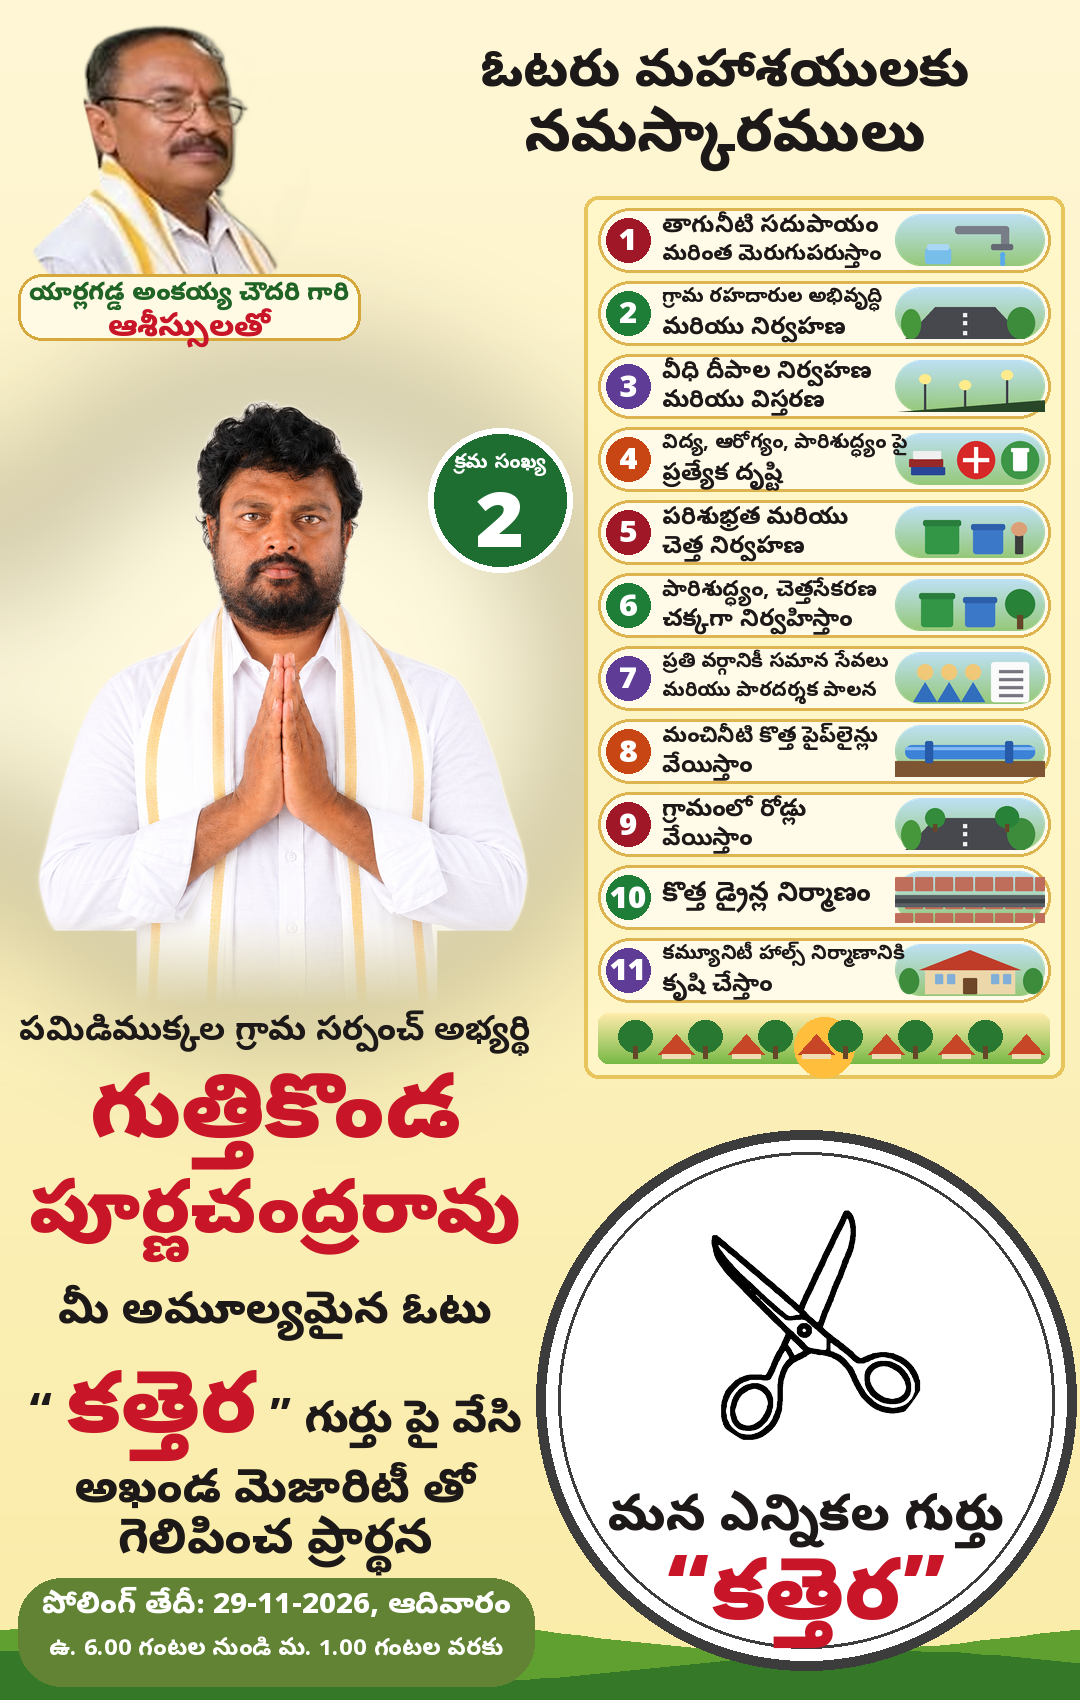 ఓటరు మహాశయులకు
నమస్కారములు
యార్లగడ్డ అంకయ్య చౌదరి గారి
ఆశీస్సులతో
క్రమ సంఖ్య
2
1
తాగునీటి సదుపాయం
మరింత మెరుగుపరుస్తాం
2
గ్రామ రహదారుల అభివృద్ధి
మరియు నిర్వహణ
3
వీధి దీపాల నిర్వహణ
మరియు విస్తరణ
4
విద్య, ఆరోగ్యం, పారిశుద్ధ్యం పై
ప్రత్యేక దృష్టి
5
పరిశుభ్రత మరియు
చెత్త నిర్వహణ
6
పారిశుద్ధ్యం, చెత్తసేకరణ
చక్కగా నిర్వహిస్తాం
7
ప్రతి వర్గానికీ సమాన సేవలు
మరియు పారదర్శక పాలన
8
మంచినీటి కొత్త పైప్‌లైన్లు
వేయిస్తాం
9
గ్రామంలో రోడ్లు
వేయిస్తాం
10
కొత్త డ్రైన్ల నిర్మాణం
11
కమ్యూనిటీ హాల్స్ నిర్మాణానికి
కృషి చేస్తాం
పమిడిముక్కల గ్రామ సర్పంచ్ అభ్యర్థి
గుత్తికొండ
పూర్ణచంద్రరావు
మీ అమూల్యమైన ఓటు
“ కత్తెర ” గుర్తు పై వేసి
అఖండ మెజారిటీ తో
గెలిపించ ప్రార్థన
పోలింగ్ తేదీ: 29-11-2026, ఆదివారం
ఉ. 6.00 గంటల నుండి మ. 1.00 గంటల వరకు
మన ఎన్నికల గుర్తు
“కత్తెర”